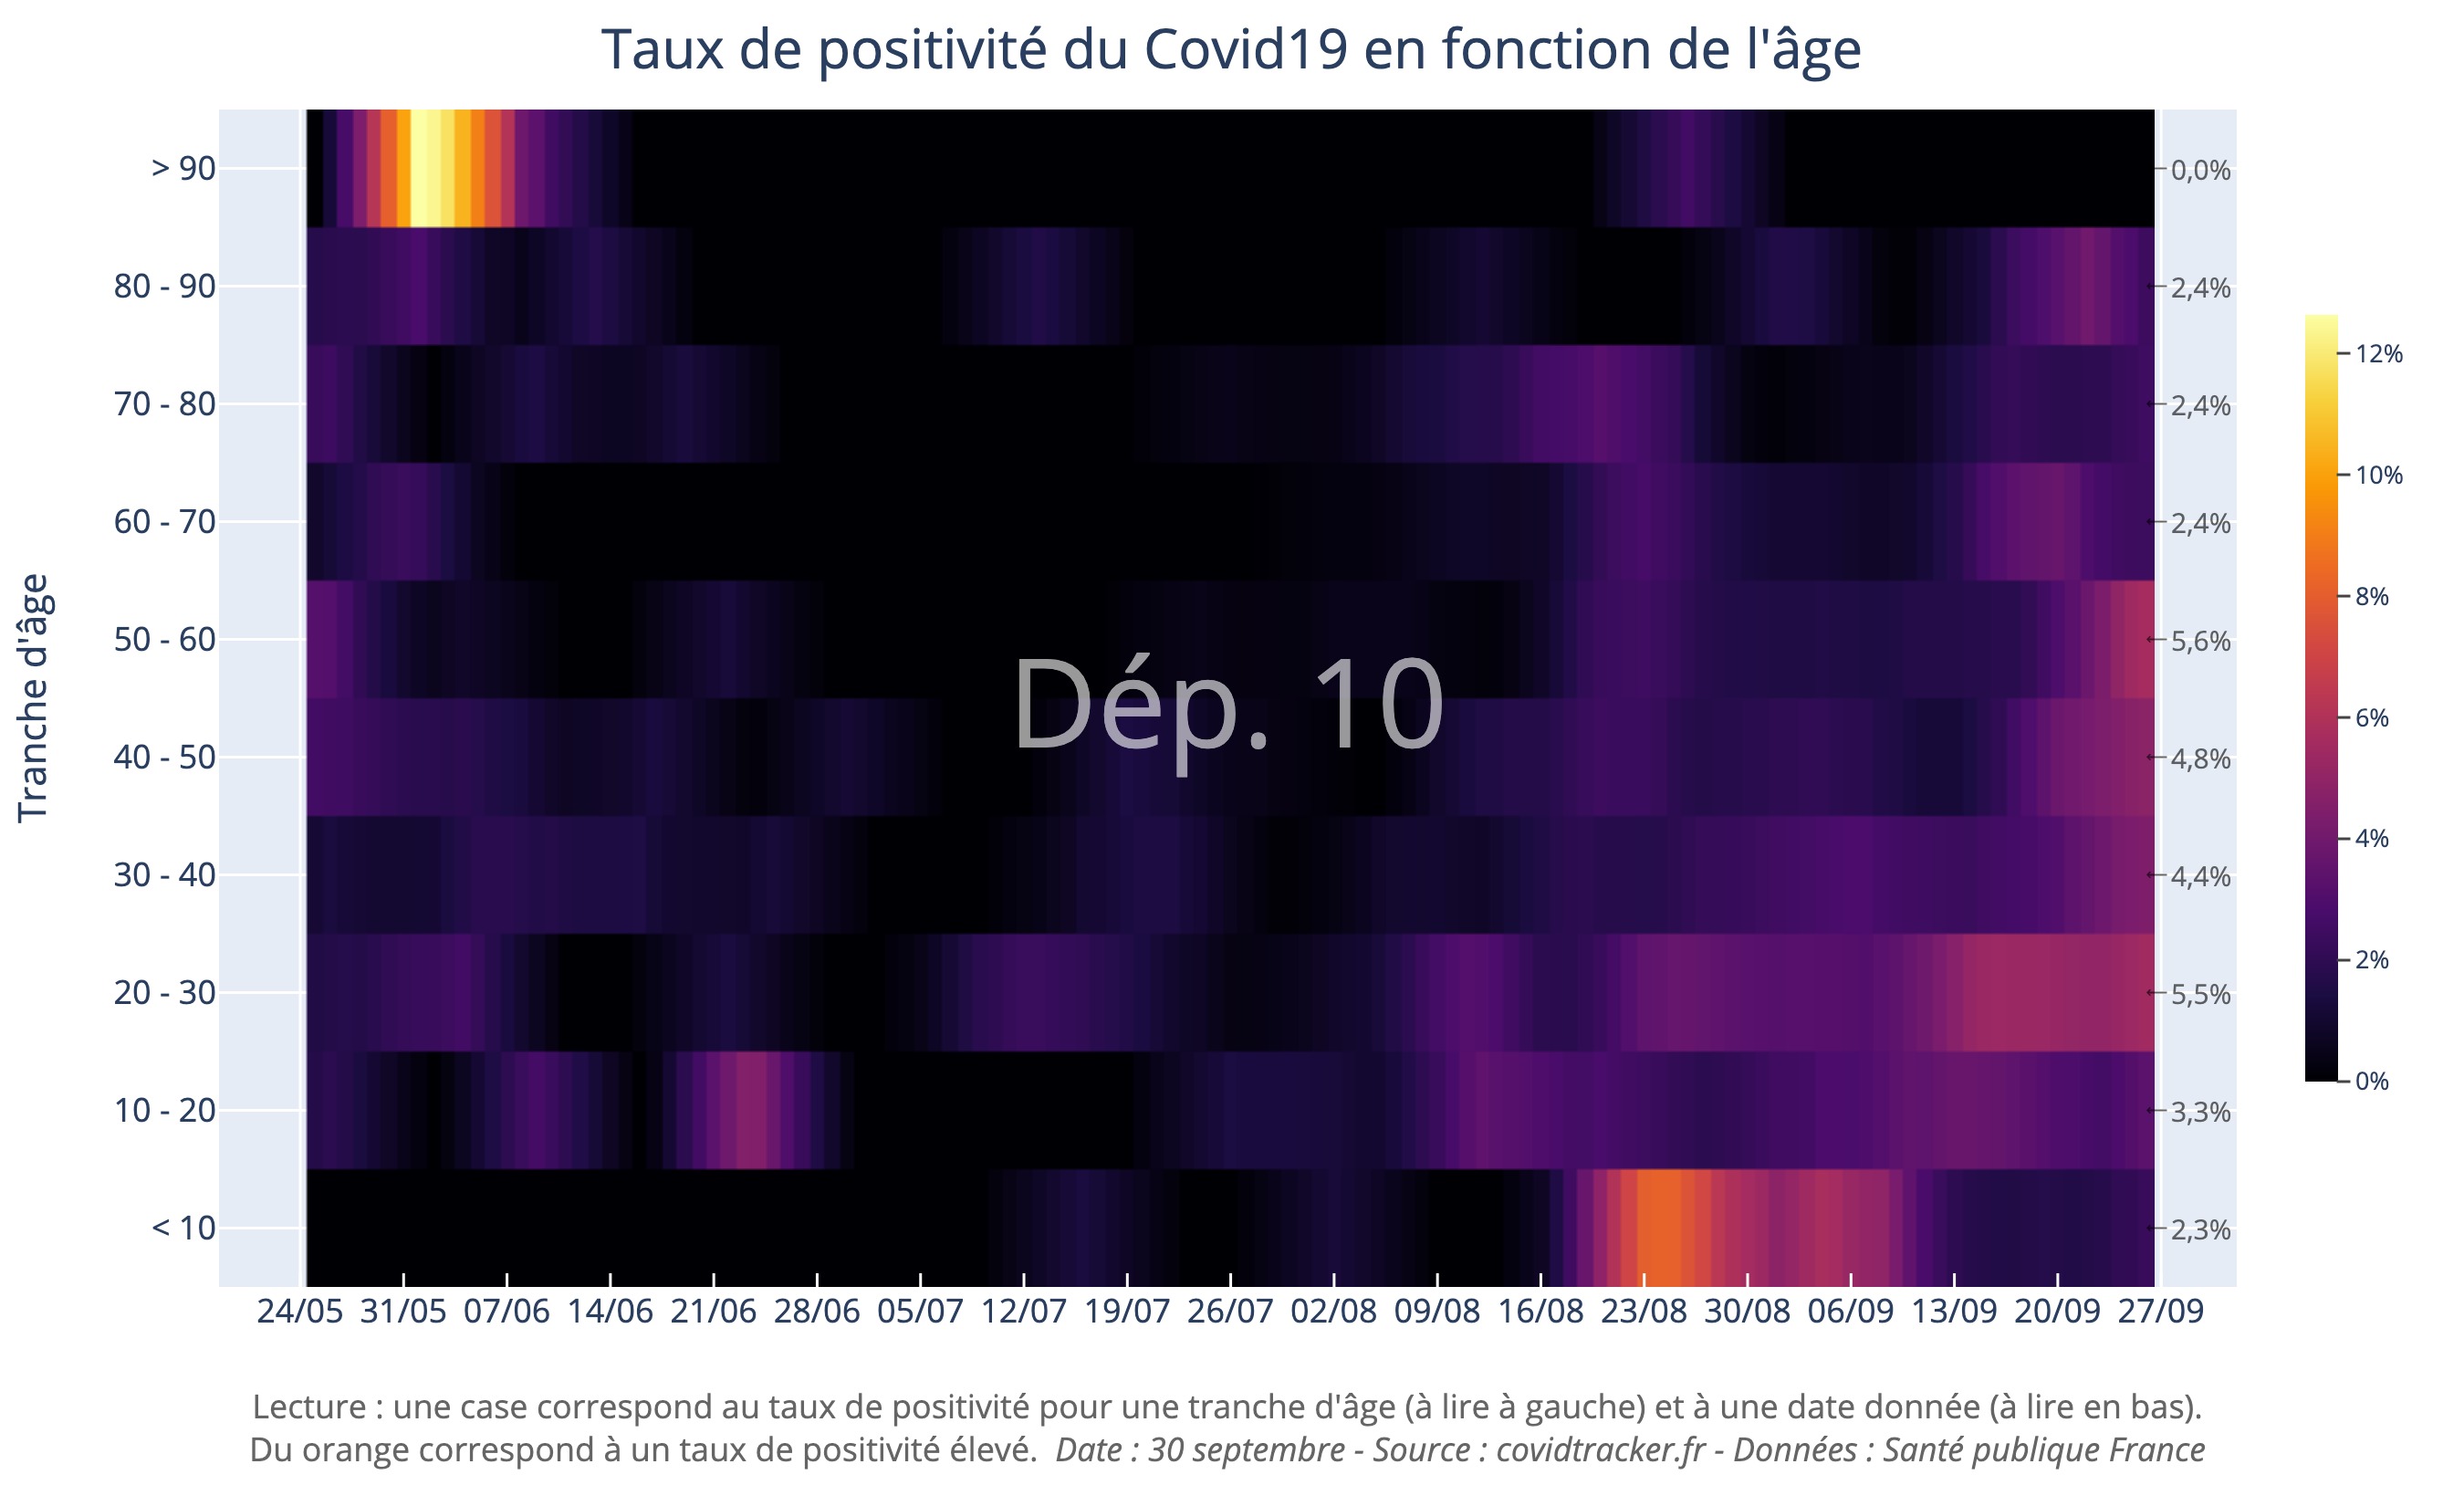 Taux de positivité du Covid19 en fonction de l'âge
Tranche d'âge
> 90
80 - 90
70 - 80
60 - 70
50 - 60
40 - 50
30 - 40
20 - 30
10 - 20
< 10
Dép. 10
0,0%
2,4%
2,4%
2,4%
5,6%
4,8%
4,4%
5,5%
3,3%
2,3%
12%
10%
8%
6%
4%
2%
0%
24/05 31/05 07/06 14/06 21/06 28/06 05/07 12/07 19/07 26/07 02/08 09/08 16/08 23/08 30/08 06/09 13/09 20/09 27/09
Lecture : une case correspond au taux de positivité pour une tranche d'âge (à lire à gauche) et à une date donnée (à lire en bas).
Du orange correspond à un taux de positivité élevé. Date : 30 septembre - Source : covidtracker.fr - Données : Santé publique France